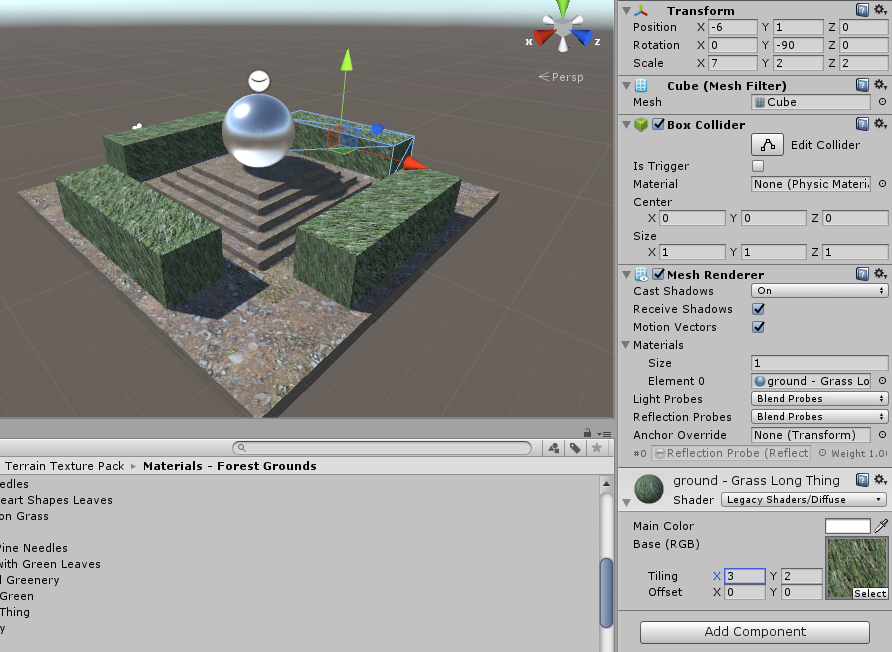 x
z
Persp
Terrain Texture Pack ▸ Materials - Forest Grounds
edles
eart Shapes Leaves
on Grass
Pine Needles
with Green Leaves
Greenery
Green
Thing
y
Transform
Position X -6 Y 1 Z 0
Rotation X 0 Y -90 Z 0
Scale X 7 Y 2 Z 2
Cube (Mesh Filter)
Mesh Cube
Box Collider
Edit Collider
Is Trigger
Material None (Physic Materi
Center
X 0 Y 0 Z 0
Size
X 1 Y 1 Z 1
Mesh Renderer
Cast Shadows On
Receive Shadows
Motion Vectors
Materials
Size 1
Element 0 ground - Grass Lo
Light Probes Blend Probes
Reflection Probes Blend Probes
Anchor Override None (Transform)
#0 Reflection Probe (Reflect Weight 1.0
ground - Grass Long Thing
Shader Legacy Shaders/Diffuse
Main Color
Base (RGB)
Tiling X 3 Y 2
Offset X 0 Y 0
Select
Add Component